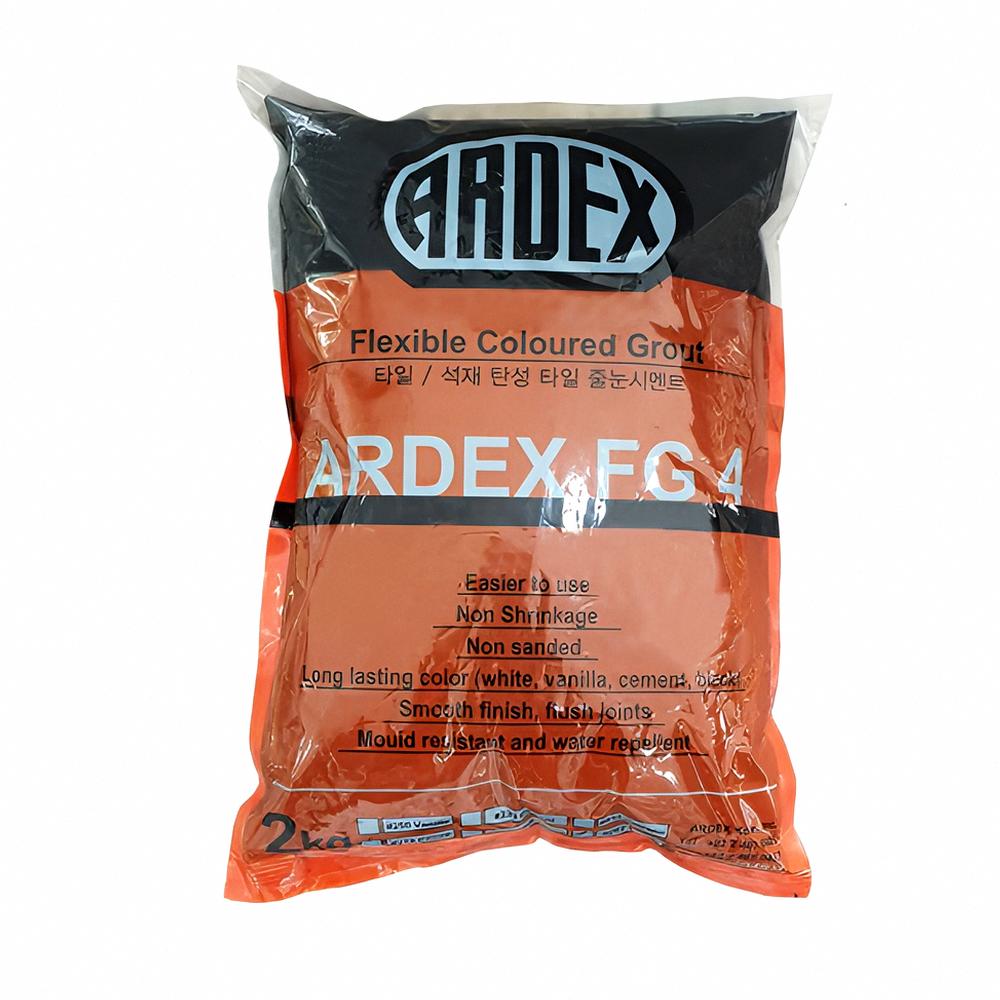 ARDEX
Flexible Coloured Grout
타일 / 석재 탄성 타일 줄눈시멘트
ARDEX FG 4
Easier to use
Non Shrinkage
Non sanded
Long lasting color (white, vanilla, cement, black)
Smooth finish, flush joints
Mould resistant and water repellent
2kg
ARDEX